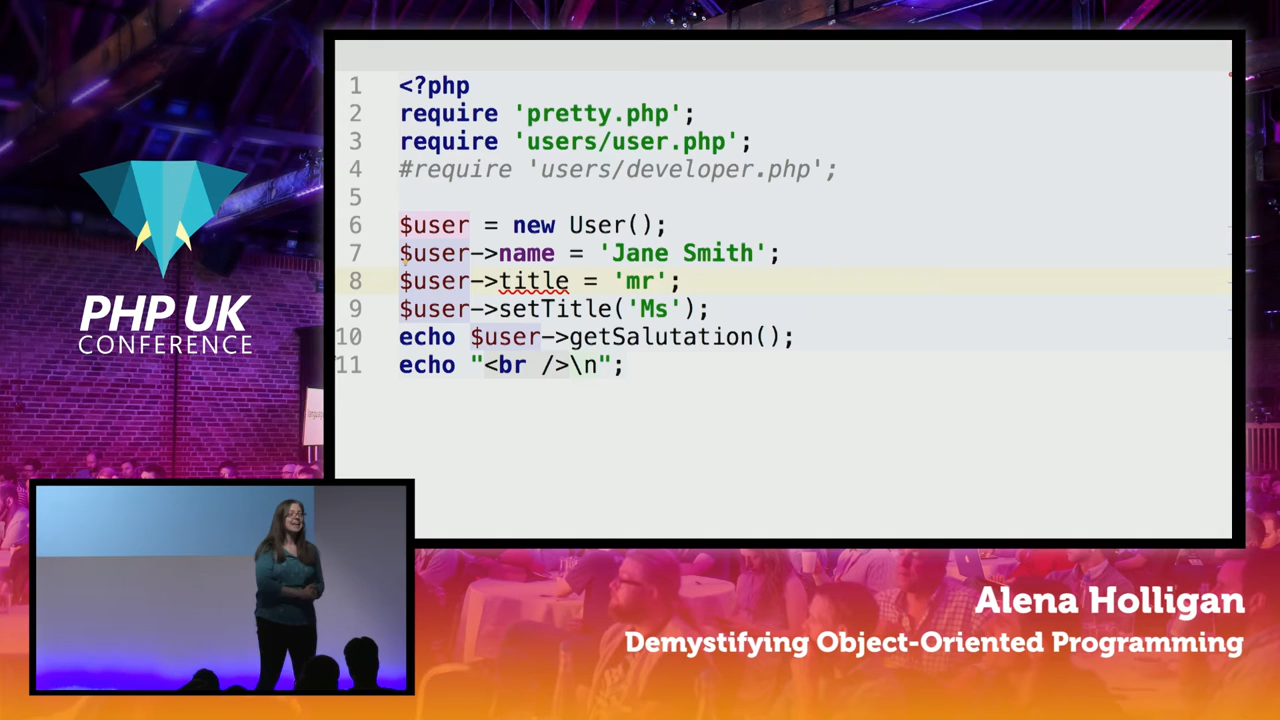 1 <?php
2 require 'pretty.php';
3 require 'users/user.php';
4 #require 'users/developer.php';
5
6 $user = new User();
7 $user->name = 'Jane Smith';
8 $user->title = 'mr';
9 $user->setTitle('Ms');
10 echo $user->getSalutation();
11 echo "<br />\n";
PHP UK
CONFERENCE
Alena Holligan
Demystifying Object-Oriented Programming